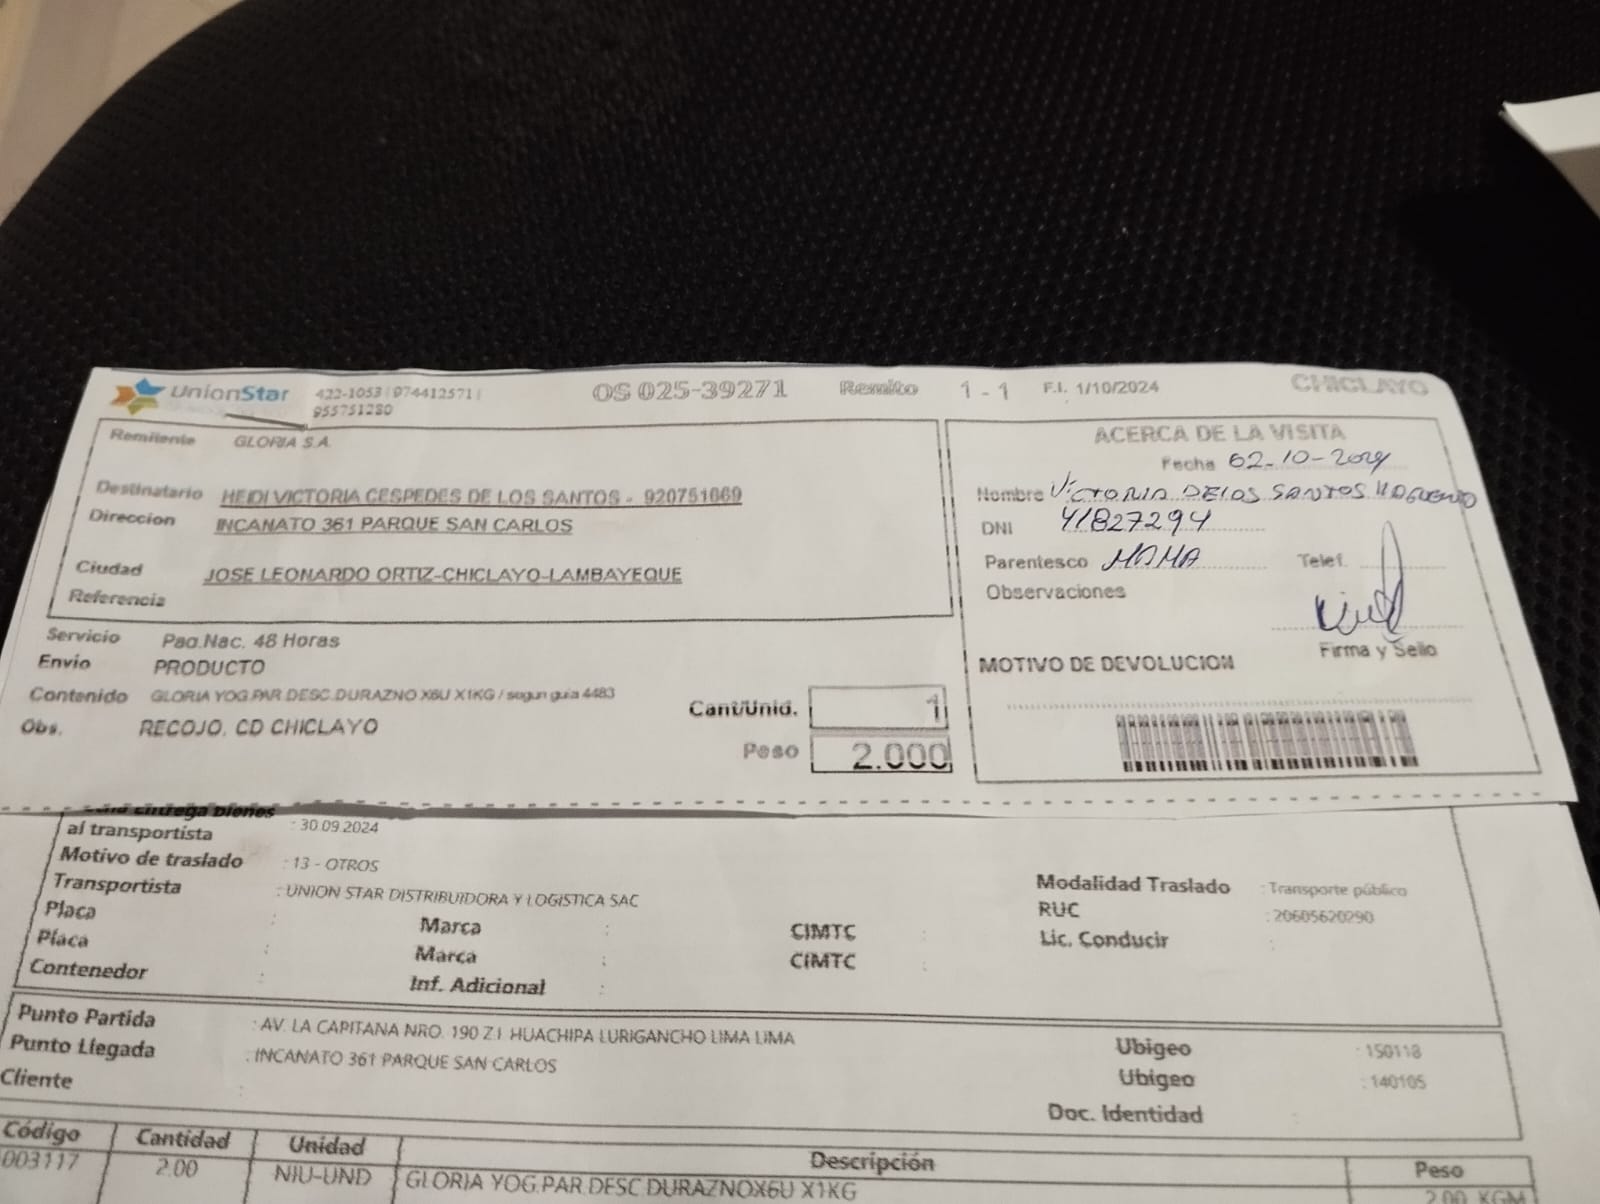 UnionStar 422-1053 | 974412571 | OS 025-39271 Remito 1 - 1 F.I. 1/10/2024 CHICLAYO
955751280
Remitente GLORIA S.A.
Destinatario HEIDI VICTORIA CESPEDES DE LOS SANTOS - 920751069
Direccion INCANATO 361 PARQUE SAN CARLOS
Ciudad JOSE LEONARDO ORTIZ-CHICLAYO-LAMBAYEQUE
Referencia
Servicio Paq.Nac. 48 Horas
Envio PRODUCTO
Contenido GLORIA YOG.PAR.DESC.DURAZNO X6U X1KG / segun guia 4483
Obs. RECOJO. CD CHICLAYO
Cant/Unid. 1
Peso 2.000
ACERCA DE LA VISITA
Fecha 02-10-2024
Nombre VICTORIA DE LOS SANTOS
DNI 41827294
Parentesco MAMA Telef.
Observaciones
Firma y Sello
MOTIVO DE DEVOLUCION
entrega bienes
al transportista : 30.09.2024
Motivo de traslado : 13 - OTROS
Transportista : UNION STAR DISTRIBUIDORA Y LOGISTICA SAC Modalidad Traslado : Transporte público
Placa : Marca : CIMTC : RUC : 20605620290
Placa : Marca : CIMTC : Lic. Conducir :
Contenedor : Inf. Adicional :
Punto Partida : AV. LA CAPITANA NRO. 190 Z.I HUACHIPA LURIGANCHO LIMA LIMA Ubigeo : 150118
Punto Llegada : INCANATO 361 PARQUE SAN CARLOS Ubigeo : 140105
Cliente : Doc. Identidad :
Código Cantidad Unidad Descripción Peso
003117 2.00 NIU-UND GLORIA YOG.PAR.DESC.DURAZNOX6U X1KG 2.00 KGM